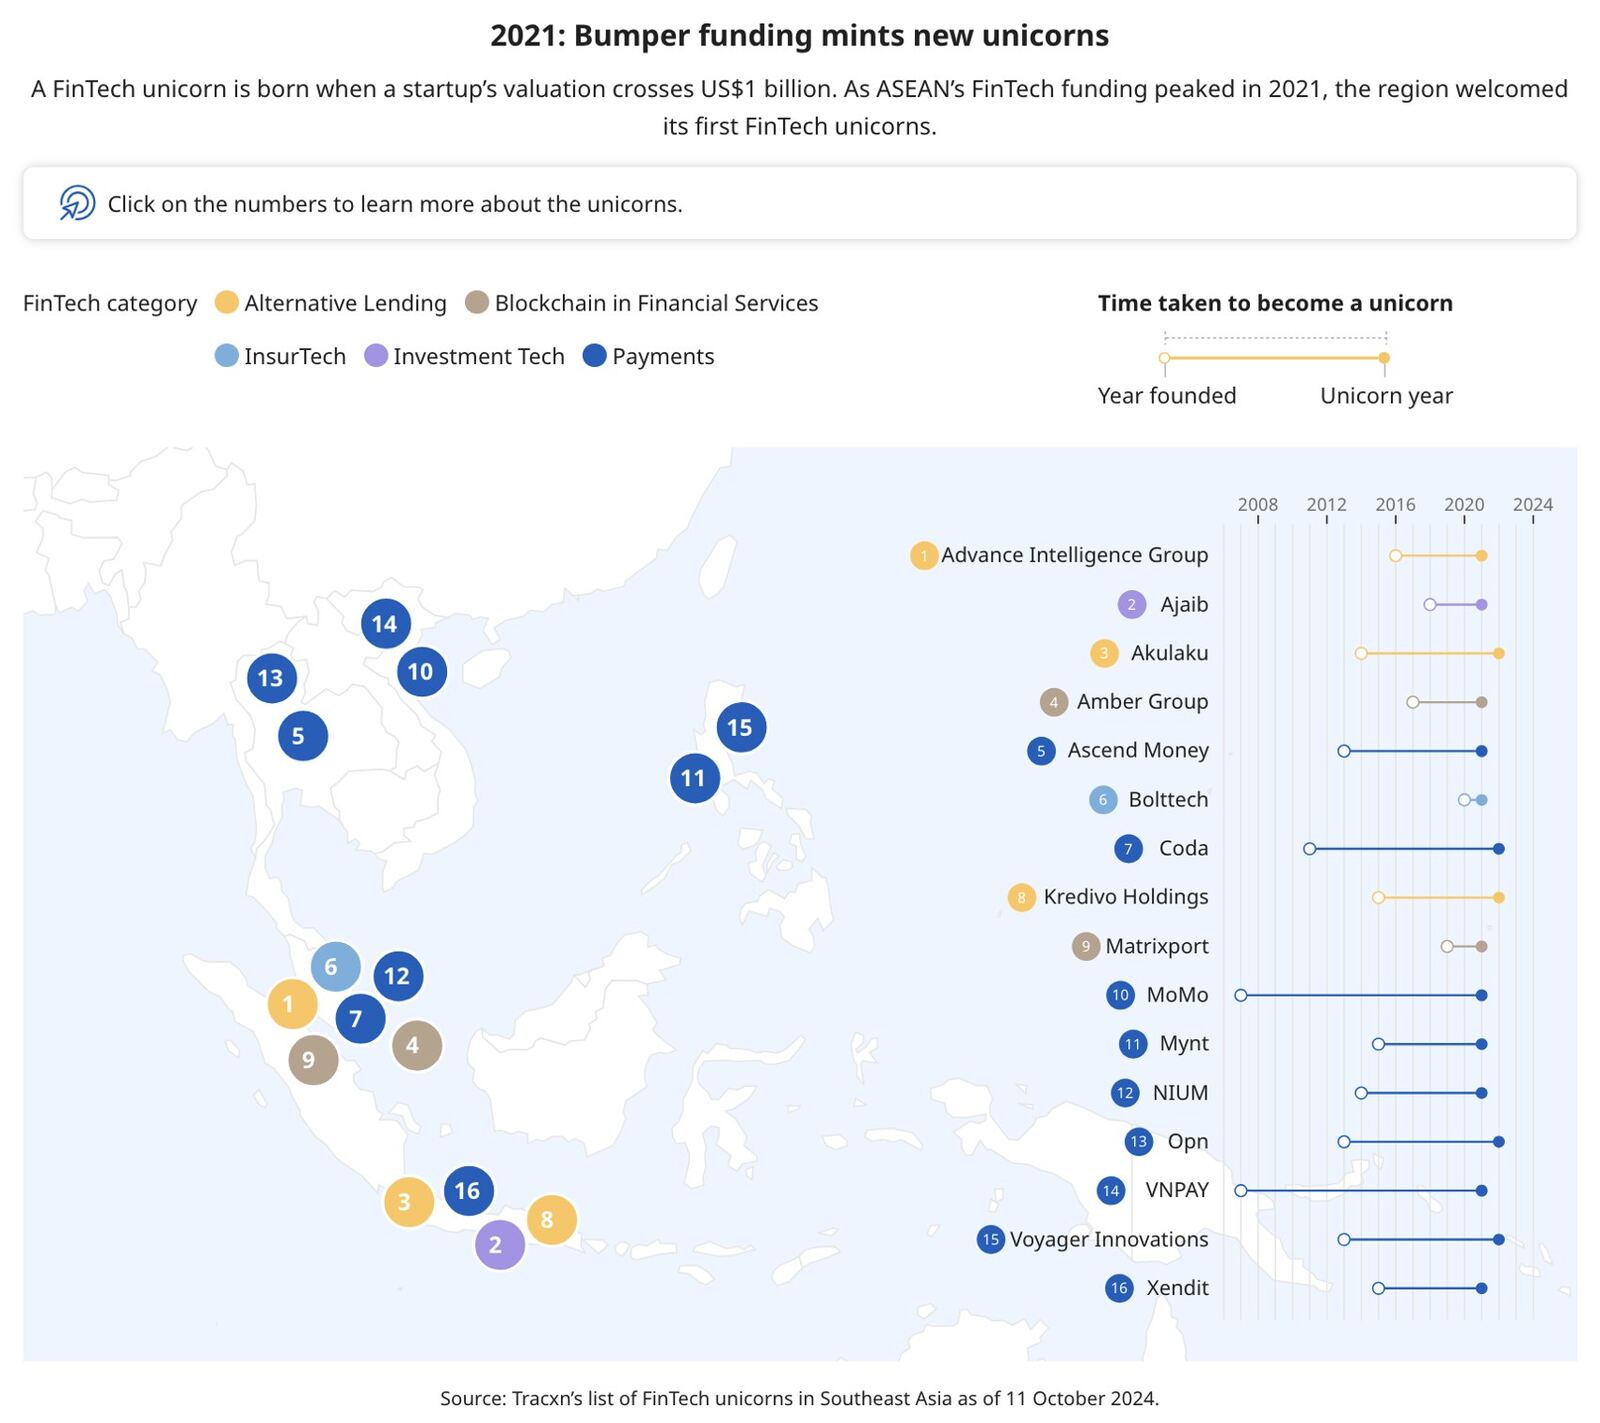 2021: Bumper funding mints new unicorns
A FinTech unicorn is born when a startup’s valuation crosses US$1 billion. As ASEAN’s FinTech funding peaked in 2021, the region welcomed
its first FinTech unicorns.
Click on the numbers to learn more about the unicorns.
FinTech category Alternative Lending Blockchain in Financial Services
InsurTech Investment Tech Payments
Time taken to become a unicorn
Year founded Unicorn year
14
10
13
5
15
11
6
12
1
7
4
9
3
16
8
2
2008 2012 2016 2020 2024
1 Advance Intelligence Group
2 Ajaib
3 Akulaku
4 Amber Group
5 Ascend Money
6 Bolttech
7 Coda
8 Kredivo Holdings
9 Matrixport
10 MoMo
11 Mynt
12 NIUM
13 Opn
14 VNPAY
15 Voyager Innovations
16 Xendit
Source: Tracxn’s list of FinTech unicorns in Southeast Asia as of 11 October 2024.